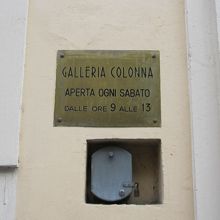 GALLERIA COLONNA
APERTA OGNI SABATO
DALLE ORE 9 ALLE 13